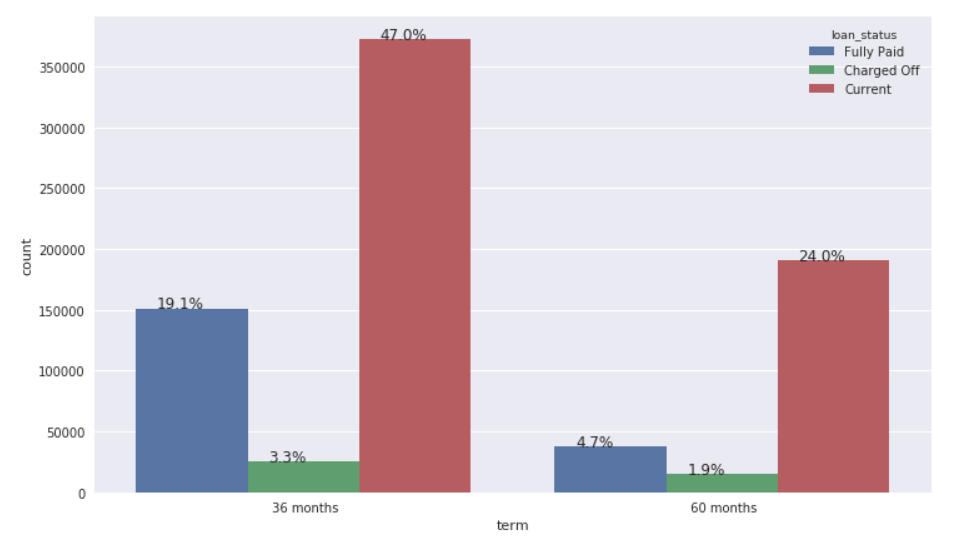 47.0%
loan_status
Fully Paid
Charged Off
Current
350000
300000
250000
200000
150000
100000
50000
0
count
24.0%
19.1%
4.7%
3.3%
1.9%
36 months
60 months
term